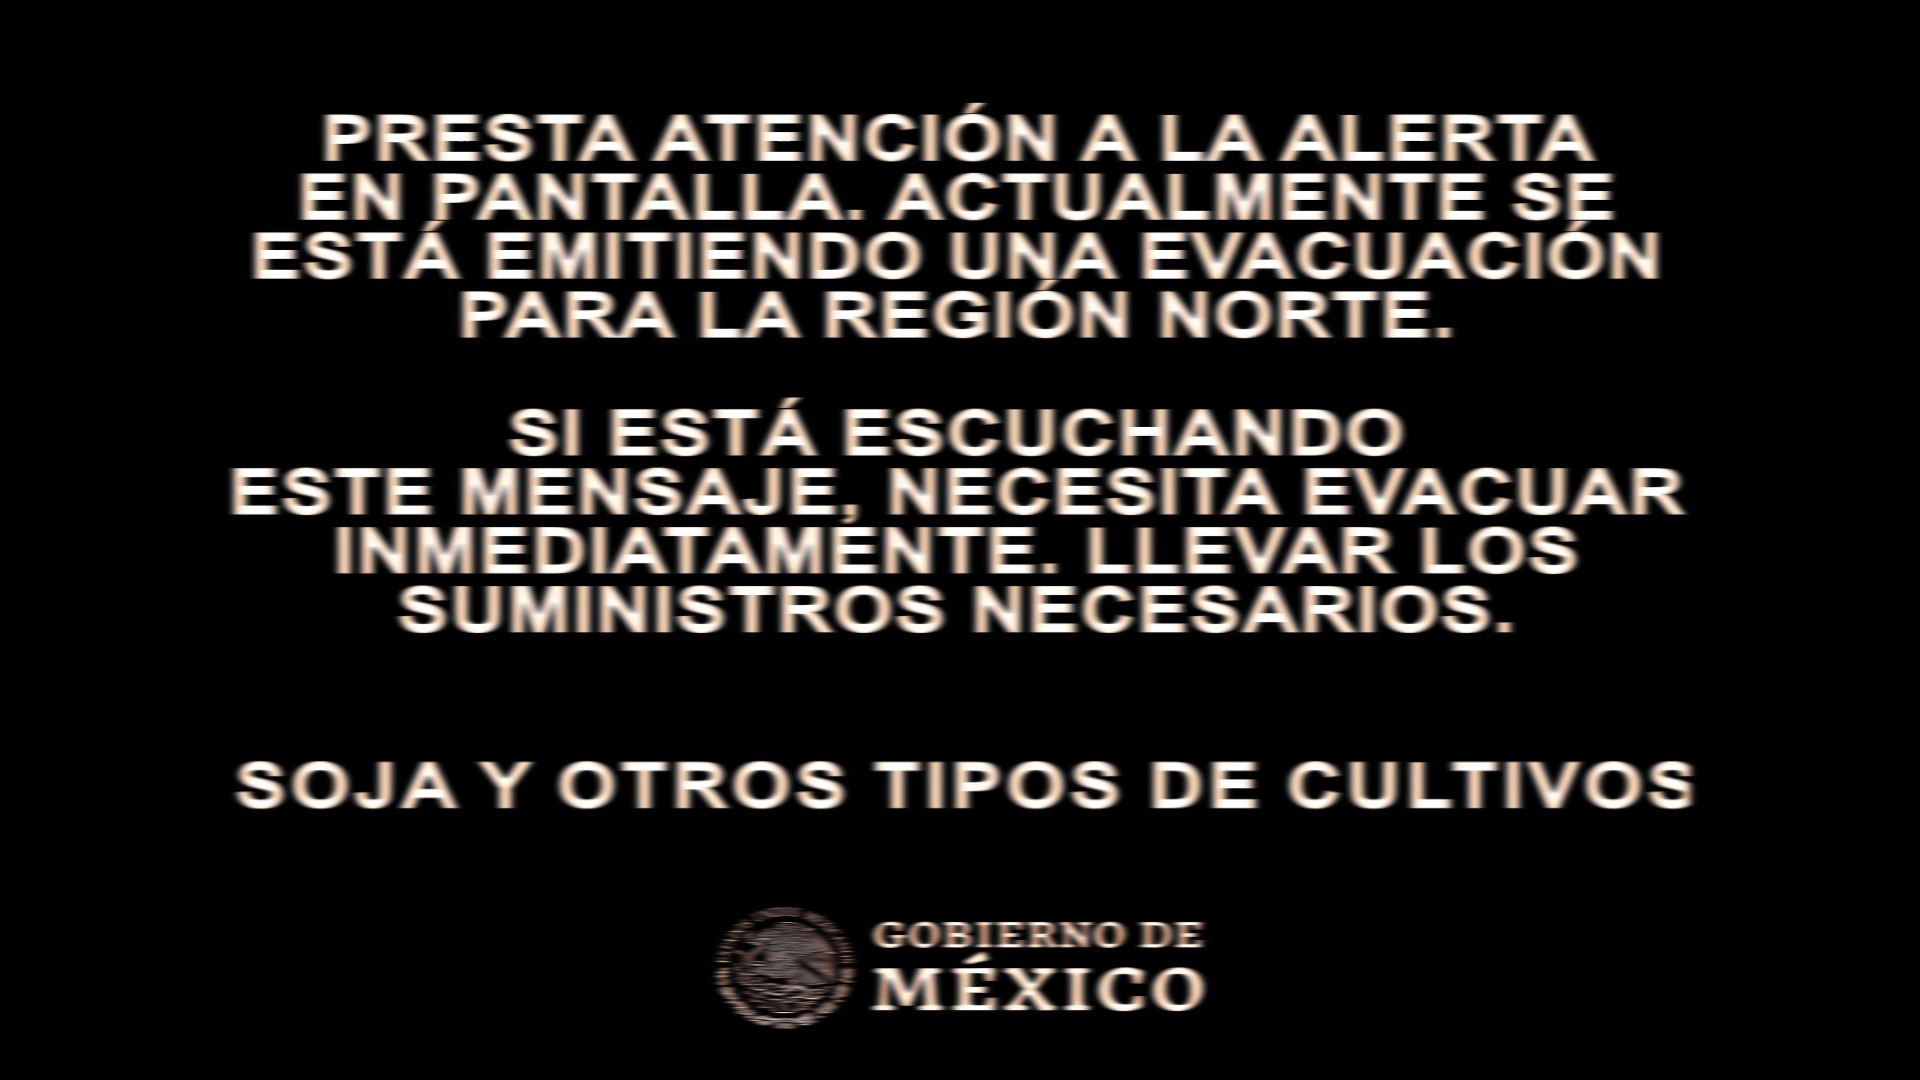 PRESTA ATENCIÓN A LA ALERTA
EN PANTALLA. ACTUALMENTE SE
ESTÁ EMITIENDO UNA EVACUACIÓN
PARA LA REGIÓN NORTE.
SI ESTÁ ESCUCHANDO
ESTE MENSAJE, NECESITA EVACUAR
INMEDIATAMENTE. LLEVAR LOS
SUMINISTROS NECESARIOS.
SOJA Y OTROS TIPOS DE CULTIVOS
GOBIERNO DE
MÉXICO